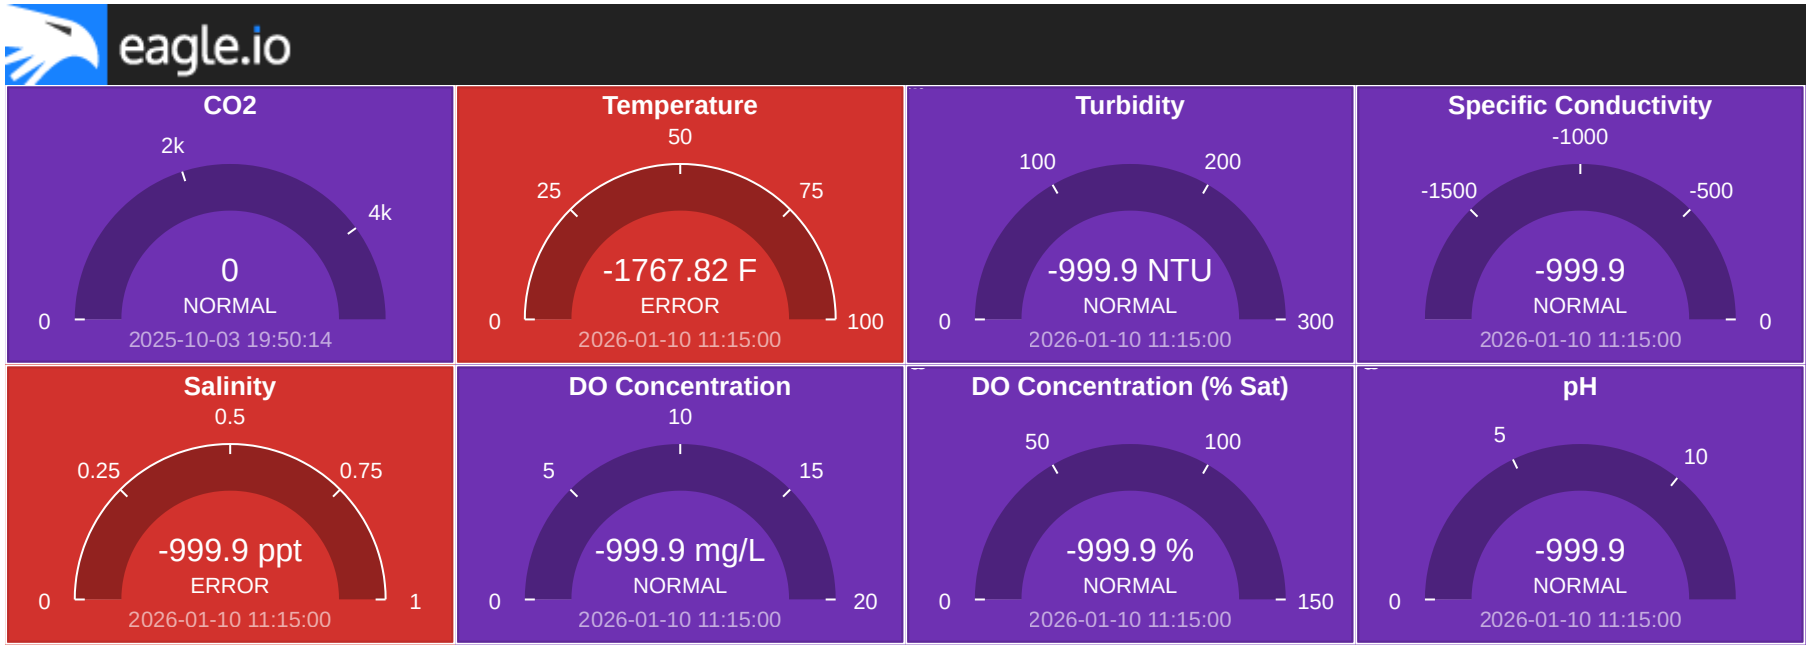 eagle.io
CO2
2k
4k
0
NORMAL
0
2025-10-03 19:50:14
Temperature
50
25
75
-1767.82 F
ERROR
0
100
2026-01-10 11:15:00
Turbidity
100
200
-999.9 NTU
NORMAL
0
300
2026-01-10 11:15:00
Specific Conductivity
-1000
-1500
-500
-999.9
NORMAL
0
2026-01-10 11:15:00
Salinity
0.5
0.25
0.75
-999.9 ppt
ERROR
0
1
2026-01-10 11:15:00
DO Concentration
10
5
15
-999.9 mg/L
NORMAL
0
20
2026-01-10 11:15:00
DO Concentration (% Sat)
50
100
-999.9 %
NORMAL
0
150
2026-01-10 11:15:00
pH
5
10
-999.9
NORMAL
0
2026-01-10 11:15:00